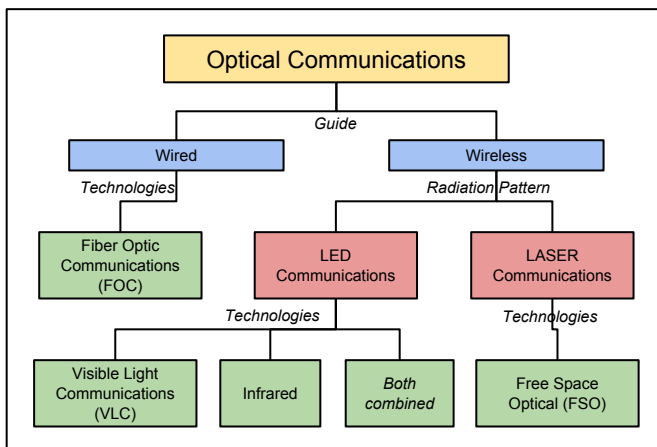 Optical Communications
Guide
Wired
Wireless
Technologies
Radiation Pattern
Fiber Optic
Communications
(FOC)
LED
Communications
LASER
Communications
Technologies
Technologies
Visible Light
Communications
(VLC)
Infrared
Both
combined
Free Space
Optical (FSO)